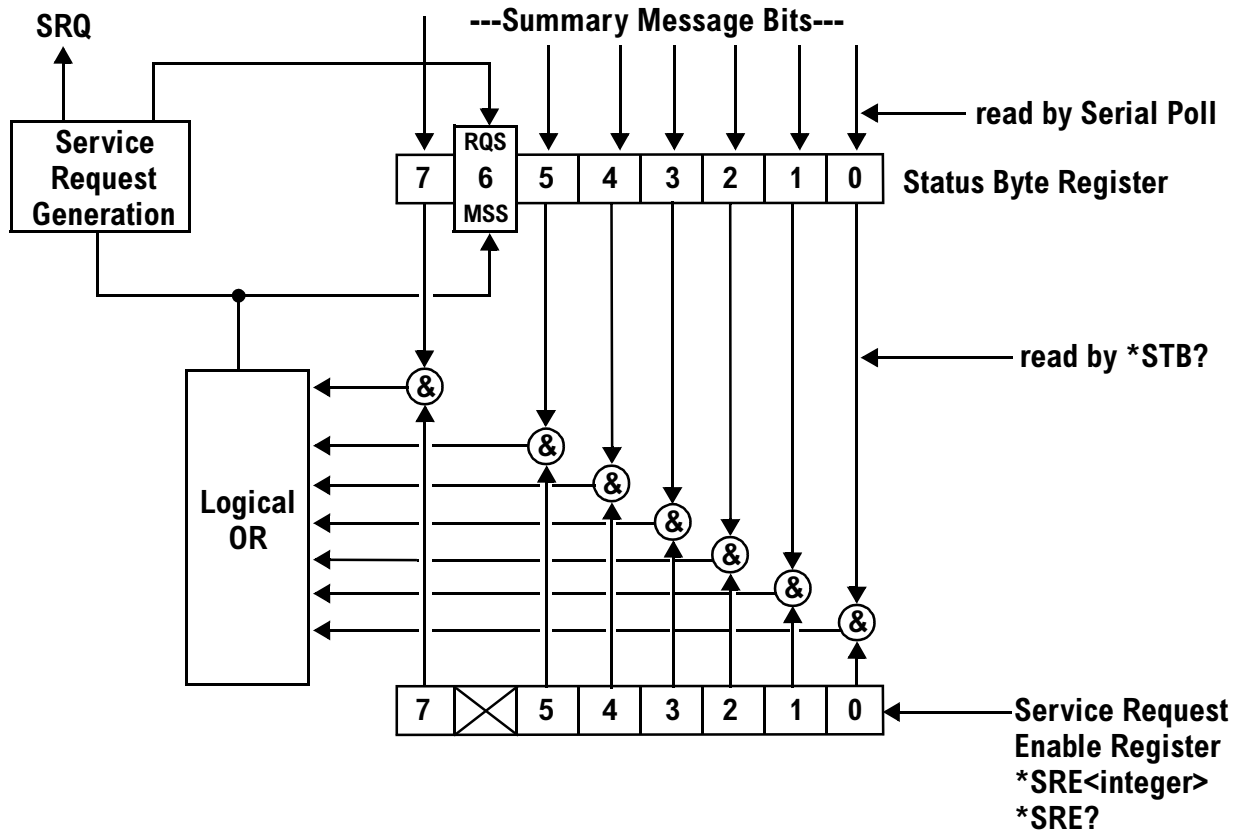 ---Summary Message Bits---
SRQ
read by Serial Poll
Service
Request
Generation
RQS
7 6 5 4 3 2 1 0
MSS
Status Byte Register
read by *STB?
&
&
&
&
&
&
&
Logical
OR
7 5 4 3 2 1 0
Service Request
Enable Register
*SRE<integer>
*SRE?